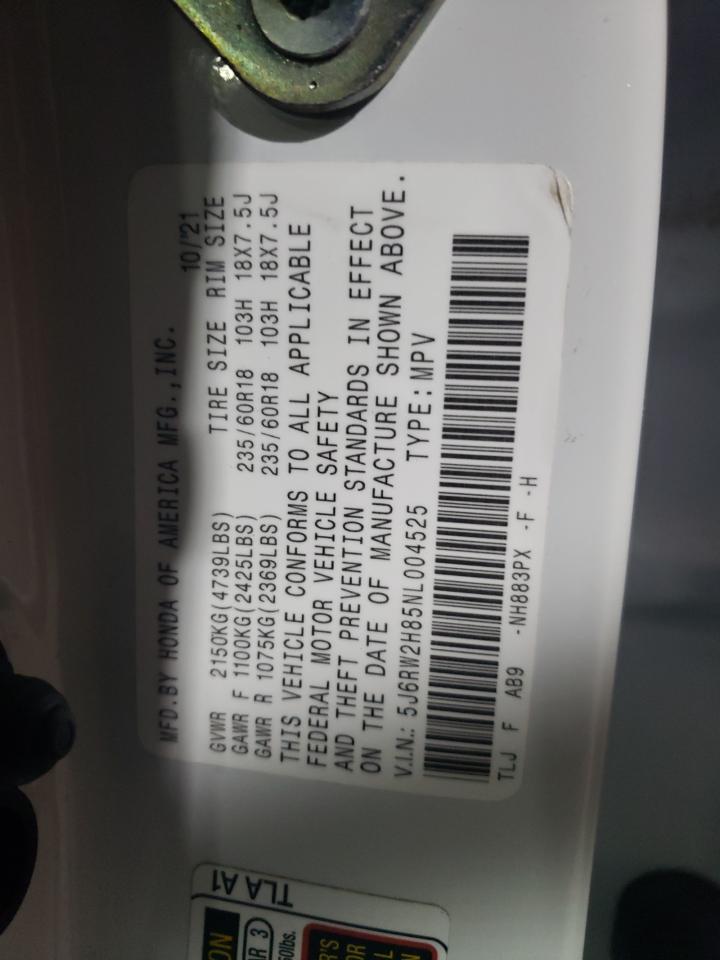 MFD.BY HONDA OF AMERICA MFG.,INC. 10/'21
GVWR 2150KG(4739LBS) TIRE SIZE RIM SIZE
GAWR F 1100KG(2425LBS) 235/60R18 103H 18X7.5J
GAWR R 1075KG(2369LBS) 235/60R18 103H 18X7.5J
THIS VEHICLE CONFORMS TO ALL APPLICABLE
FEDERAL MOTOR VEHICLE SAFETY
AND THEFT PREVENTION STANDARDS IN EFFECT
ON THE DATE OF MANUFACTURE SHOWN ABOVE.
V.I.N.: 5J6RW2H85NL004525 TYPE:MPV
TLJ F AB9 -NH883PX -F -H
TLA A1